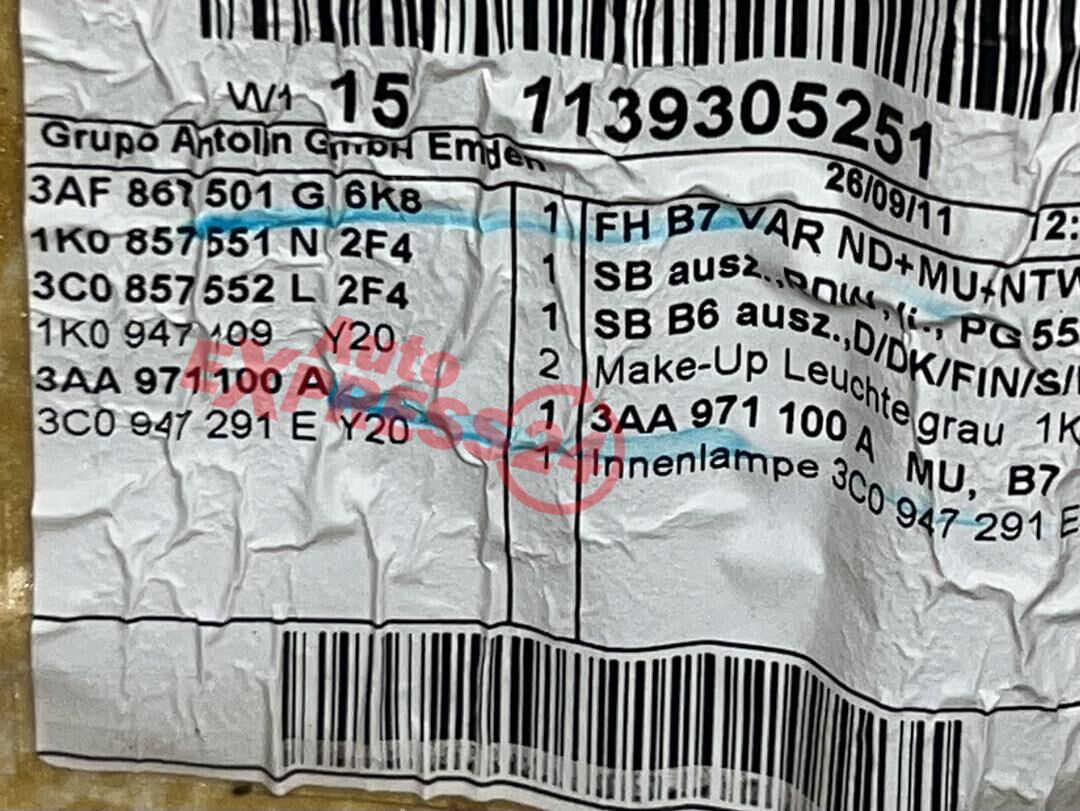 W1 15 1139305251
Grupo Antolin GmbH Emden
26/09/11 12:
3AF 867 501 G 6K8 1 FH B7 VAR ND+MU+NTW
1K0 857 551 N 2F4 1 SB ausz., PG 55
3C0 857 552 L 2F4 1 SB B6 ausz.,D/DK/FIN/S/
1K0 947 409 Y20 2 Make-Up Leuchte grau 1K
3AA 971 100 A 1 3AA 971 100 A MU, B7
3C0 947 291 E Y20 1 Innenlampe 3C0 947 291 E
Auto
EXPRESS24